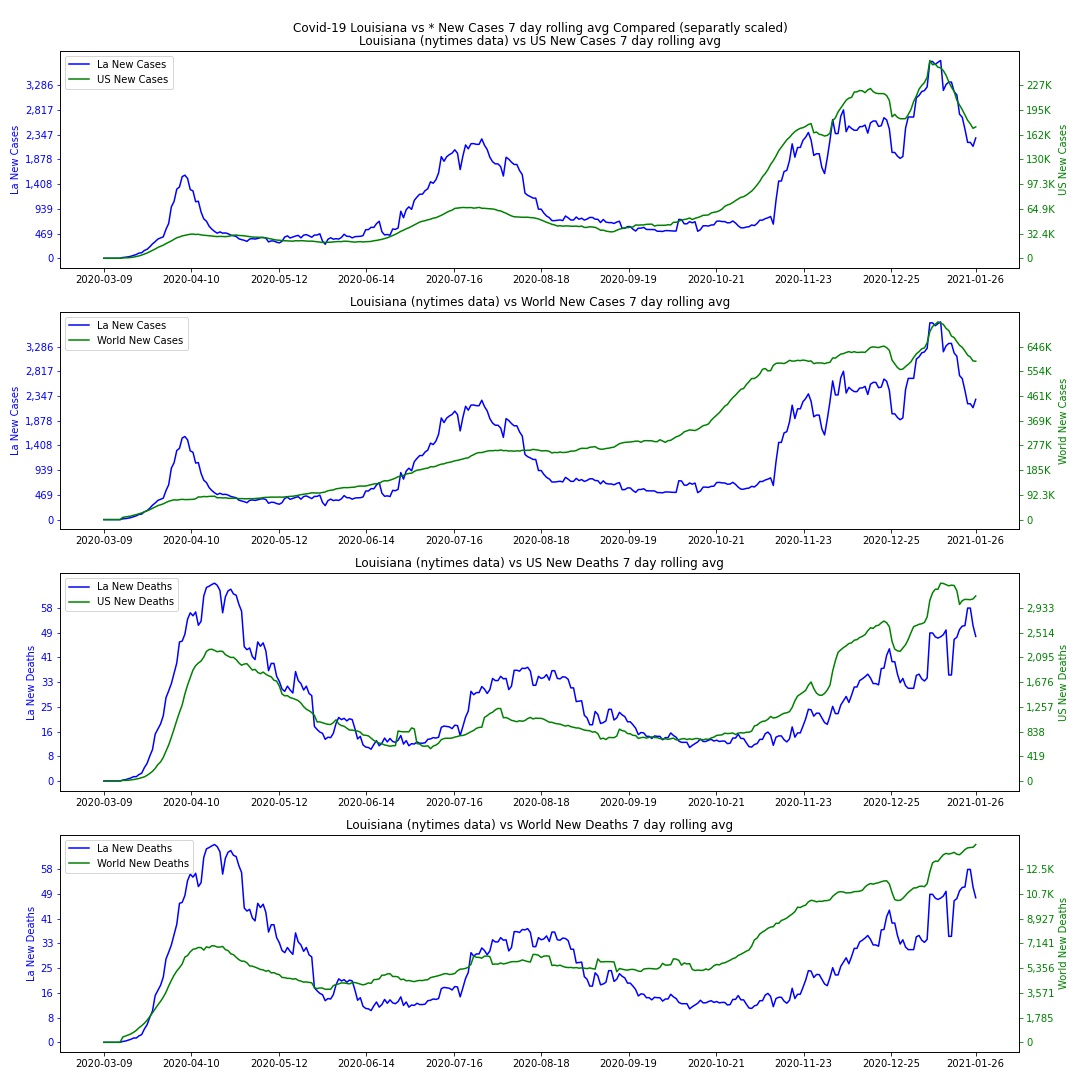 Covid-19 Louisiana vs * New Cases 7 day rolling avg Compared (separatly scaled)
Louisiana (nytimes data) vs US New Cases 7 day rolling avg
La New Cases
US New Cases
3,286
2,817
2,347
1,878
1,408
939
469
0
La New Cases
227K
195K
162K
130K
97.3K
64.9K
32.4K
0
US New Cases
2020-03-09 2020-04-10 2020-05-12 2020-06-14 2020-07-16 2020-08-18 2020-09-19 2020-10-21 2020-11-23 2020-12-25 2021-01-26
Louisiana (nytimes data) vs World New Cases 7 day rolling avg
La New Cases
World New Cases
3,286
2,817
2,347
1,878
1,408
939
469
0
La New Cases
646K
554K
461K
369K
277K
185K
92.3K
0
World New Cases
2020-03-09 2020-04-10 2020-05-12 2020-06-14 2020-07-16 2020-08-18 2020-09-19 2020-10-21 2020-11-23 2020-12-25 2021-01-26
Louisiana (nytimes data) vs US New Deaths 7 day rolling avg
La New Deaths
US New Deaths
58
49
41
33
25
16
8
0
La New Deaths
2,933
2,514
2,095
1,676
1,257
838
419
0
US New Deaths
2020-03-09 2020-04-10 2020-05-12 2020-06-14 2020-07-16 2020-08-18 2020-09-19 2020-10-21 2020-11-23 2020-12-25 2021-01-26
Louisiana (nytimes data) vs World New Deaths 7 day rolling avg
La New Deaths
World New Deaths
58
49
41
33
25
16
8
0
La New Deaths
12.5K
10.7K
8,927
7,141
5,356
3,571
1,785
0
World New Deaths
2020-03-09 2020-04-10 2020-05-12 2020-06-14 2020-07-16 2020-08-18 2020-09-19 2020-10-21 2020-11-23 2020-12-25 2021-01-26